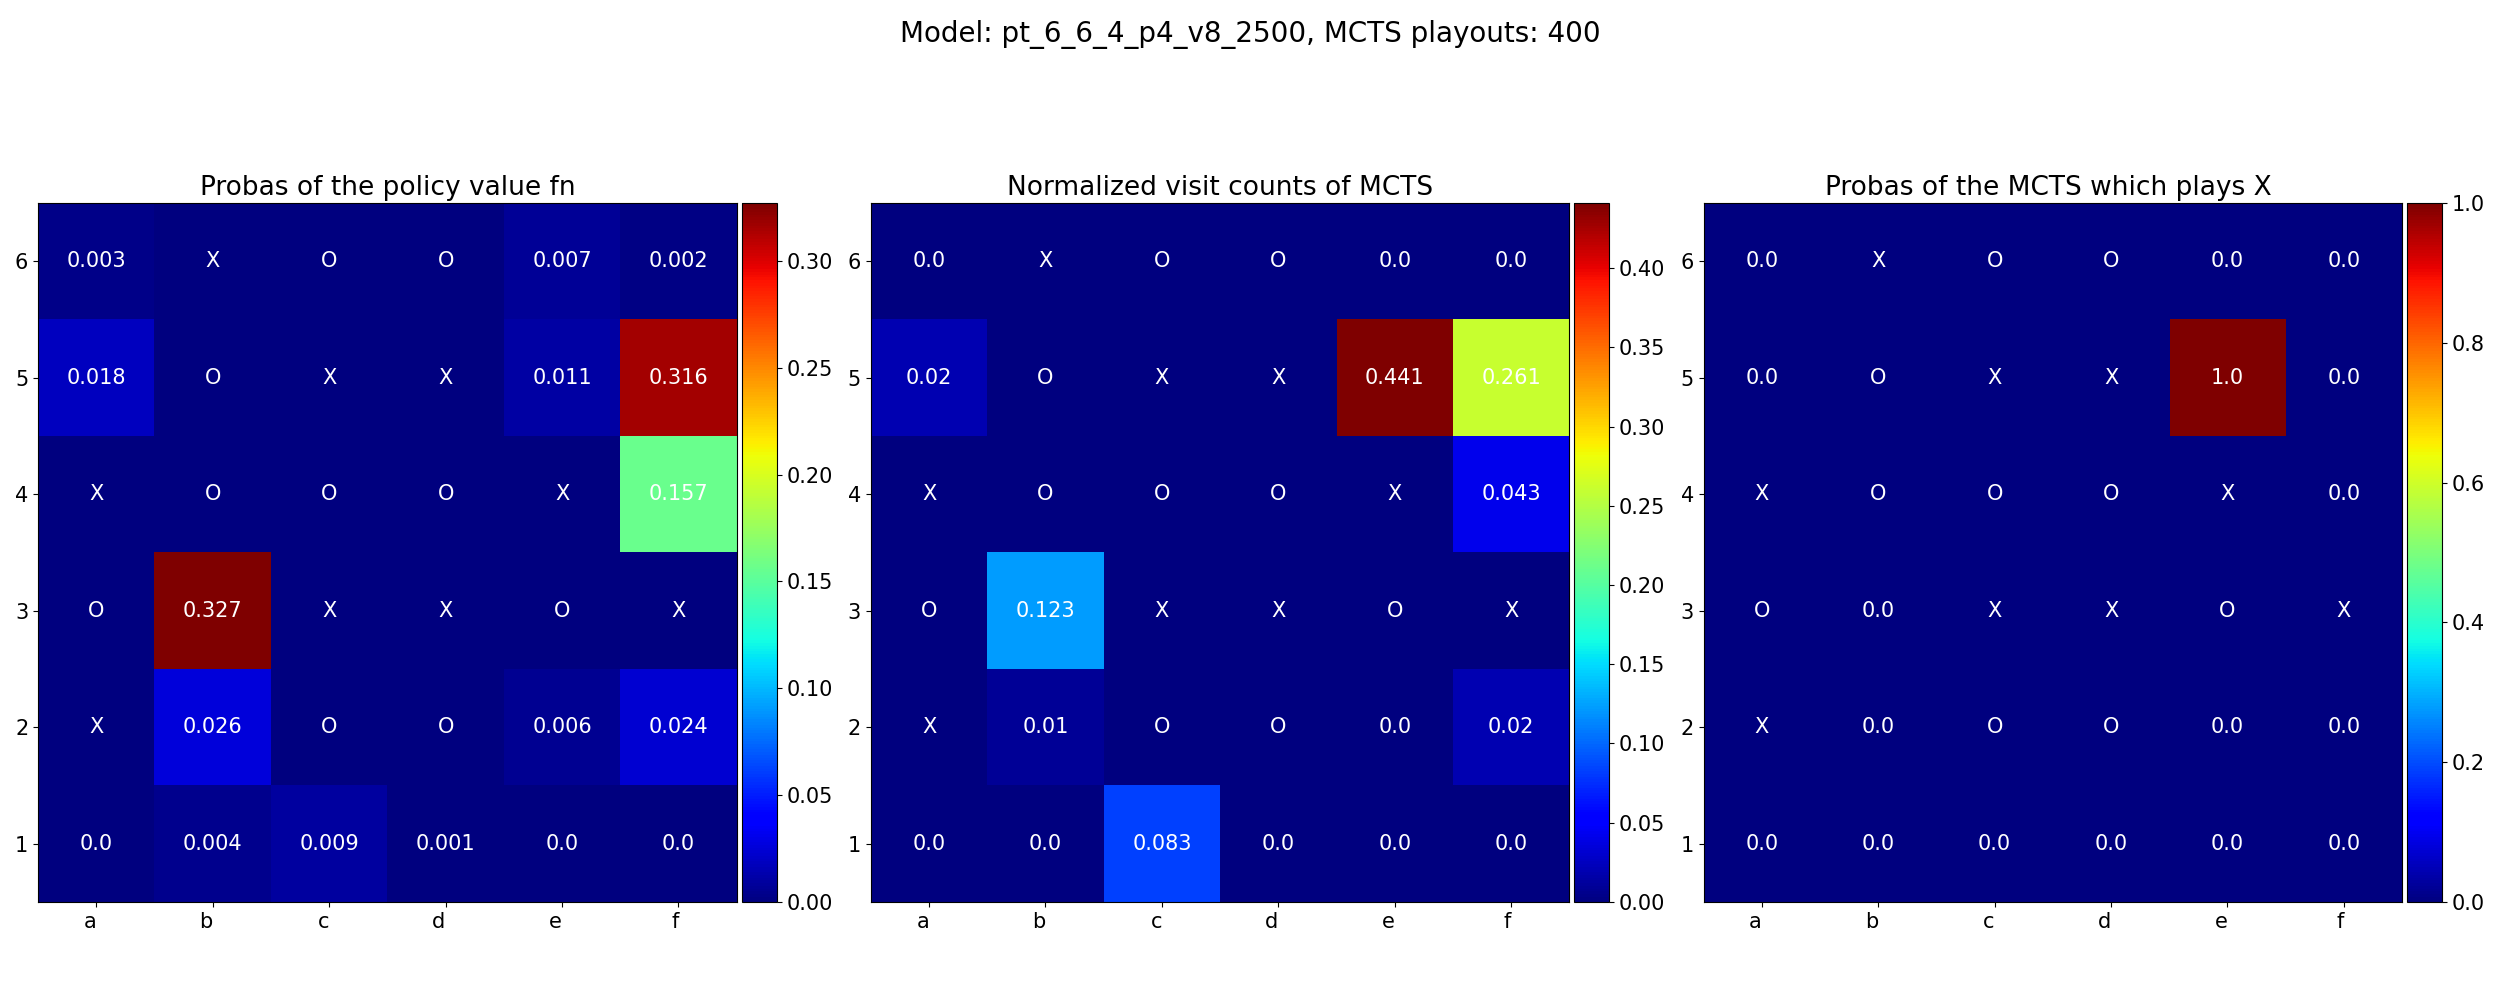 Model: pt_6_6_4_p4_v8_2500, MCTS playouts: 400
Probas of the policy value fn
6 0.003 X O O 0.007 0.002
5 0.018 O X X 0.011 0.316
4 X O O O X 0.157
3 O 0.327 X X O X
2 X 0.026 O O 0.006 0.024
1 0.0 0.004 0.009 0.001 0.0 0.0
a b c d e f
0.30
0.25
0.20
0.15
0.10
0.05
0.00
Normalized visit counts of MCTS
6 0.0 X O O 0.0 0.0
5 0.02 O X X 0.441 0.261
4 X O O O X 0.043
3 O 0.123 X X O X
2 X 0.01 O O 0.0 0.02
1 0.0 0.0 0.083 0.0 0.0 0.0
a b c d e f
0.40
0.35
0.30
0.25
0.20
0.15
0.10
0.05
0.00
Probas of the MCTS which plays X
6 0.0 X O O 0.0 0.0
5 0.0 O X X 1.0 0.0
4 X O O O X 0.0
3 O 0.0 X X O X
2 X 0.0 O O 0.0 0.0
1 0.0 0.0 0.0 0.0 0.0 0.0
a b c d e f
1.0
0.8
0.6
0.4
0.2
0.0